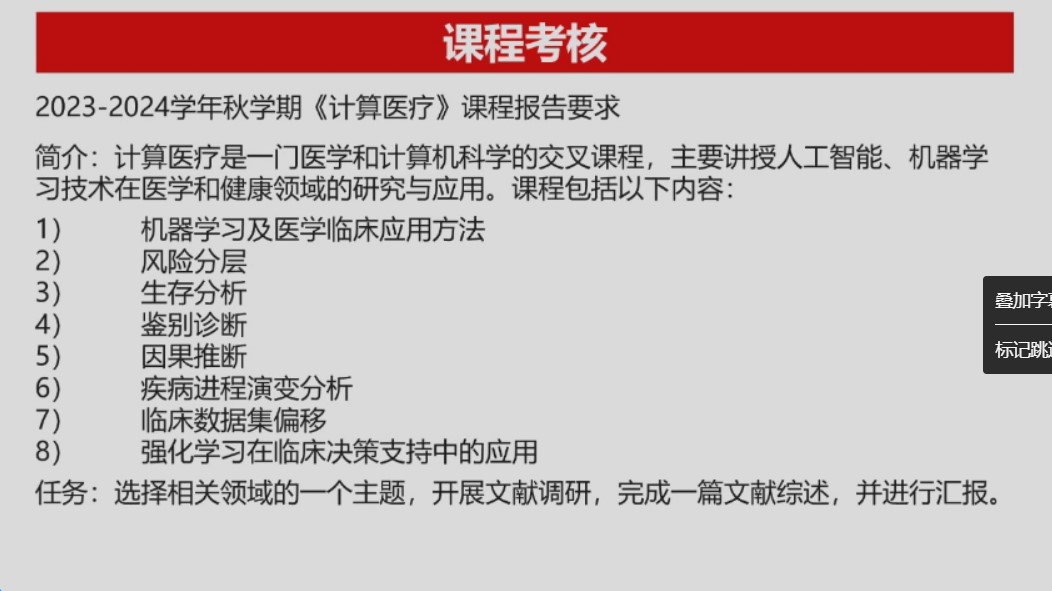 课程考核
2023-2024学年秋学期《计算医疗》课程报告要求
简介：计算医疗是一门医学和计算机科学的交叉课程，主要讲授人工智能、机器学
习技术在医学和健康领域的研究与应用。课程包括以下内容：
1） 机器学习及医学临床应用方法
2） 风险分层
3） 生存分析
4） 鉴别诊断
5） 因果推断
6） 疾病进程演变分析
7） 临床数据集偏移
8） 强化学习在临床决策支持中的应用
叠加字
标记跳
任务：选择相关领域的一个主题，开展文献调研，完成一篇文献综述，并进行汇报。